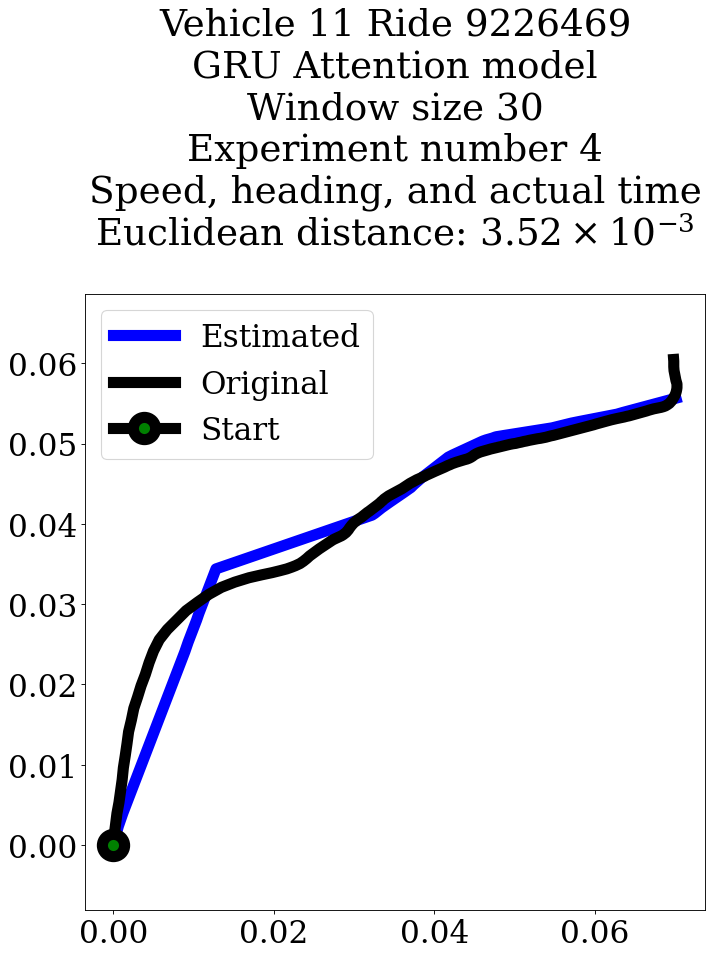 Vehicle 11 Ride 9226469
GRU Attention model
Window size 30
Experiment number 4
Speed, heading, and actual time
Euclidean distance: 3.52 × 10⁻³
Estimated
Original
Start
0.06
0.05
0.04
0.03
0.02
0.01
0.00
0.00 0.02 0.04 0.06